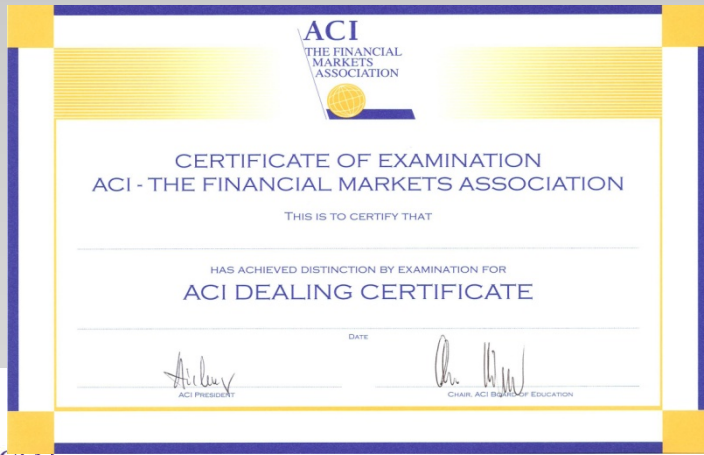 ACI
THE FINANCIAL
MARKETS
ASSOCIATION
CERTIFICATE OF EXAMINATION
ACI - THE FINANCIAL MARKETS ASSOCIATION
THIS IS TO CERTIFY THAT
HAS ACHIEVED DISTINCTION BY EXAMINATION FOR
ACI DEALING CERTIFICATE
DATE
ACI PRESIDENT
CHAIR, ACI BOARD OF EDUCATION